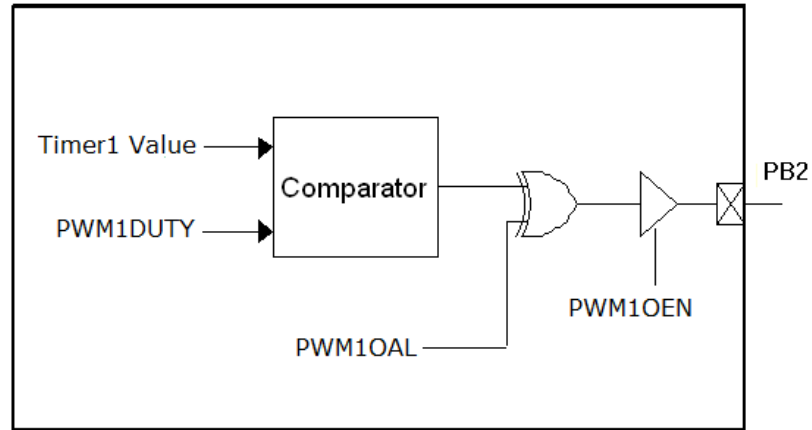 Timer1 Value
PWM1DUTY
Comparator
PB2
PWM1OEN
PWM1OAL